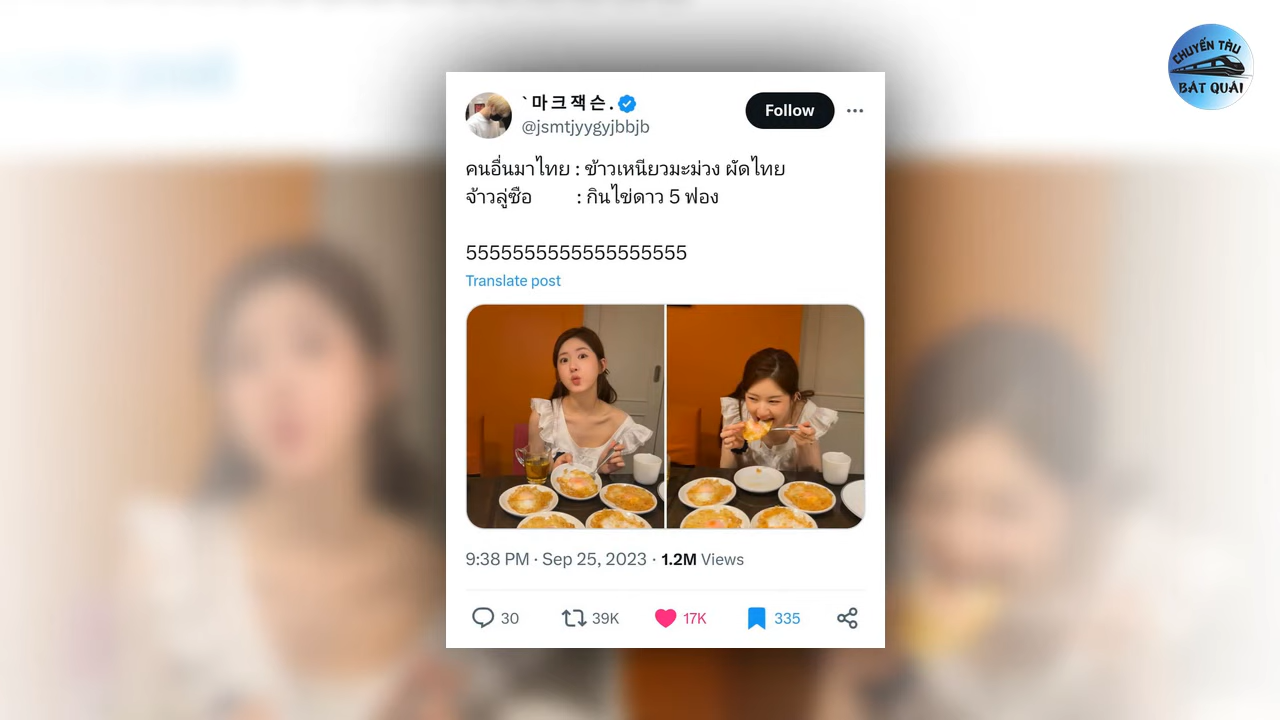 CHUYẾN TÀU
BÁT QUÁI
`마크잭슨.
@jsmtjyygyjbbjb
Follow
คนอื่นมาไทย : ข้าวเหนียวมะม่วง ผัดไทย
จ้าวลู่ซือ : กินไข่ดาว 5 ฟอง
5555555555555555555
Translate post
9:38 PM · Sep 25, 2023 · 1.2M Views
30 39K 17K 335